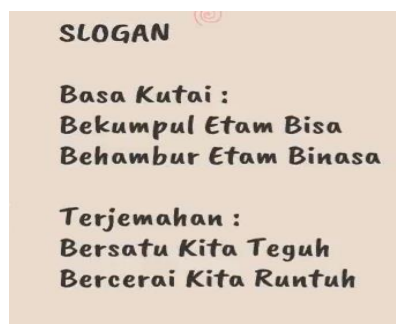 SLOGAN
Basa Kutai :
Bekumpul Etam Bisa
Behambur Etam Binasa
Terjemahan :
Bersatu Kita Teguh
Bercerai Kita Runtuh